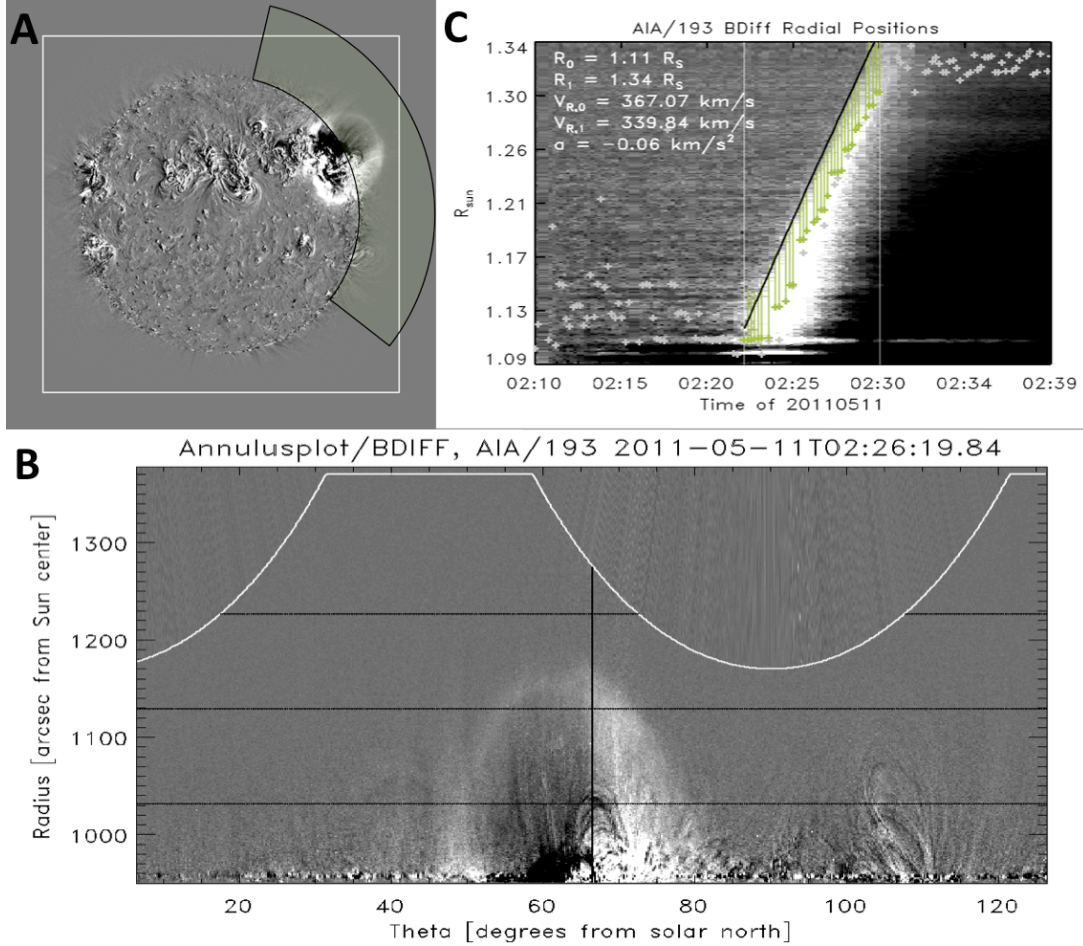 A
C
AIA/193 BDiff Radial Positions
R₀ = 1.11 Rₛ
R₁ = 1.34 Rₛ
V_R,0 = 367.07 km/s
V_R,1 = 339.84 km/s
a = -0.06 km/s²
1.34
1.30
1.26
1.21
1.17
1.13
1.09
R_sun
02:10 02:15 02:20 02:25 02:30 02:34 02:39
Time of 20110511
B
Annulusplot/BDIFF, AIA/193 2011-05-11T02:26:19.84
Radius [arcsec from Sun center]
1300
1200
1100
1000
20 40 60 80 100 120
Theta [degrees from solar north]